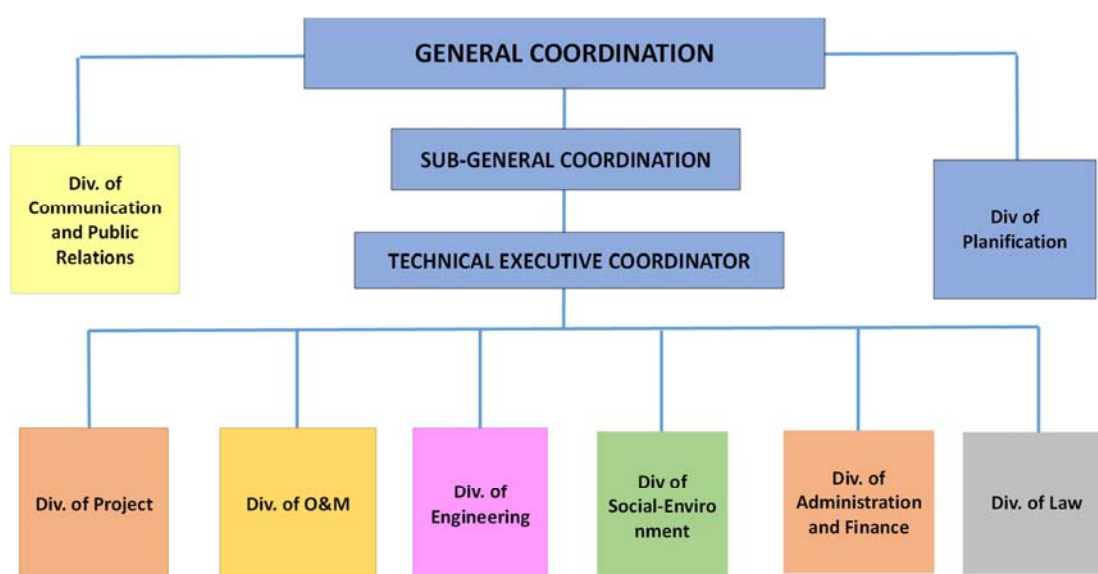 GENERAL COORDINATION
SUB-GENERAL COORDINATION
Div. of
Communication
and Public
Relations
Div of
Planification
TECHNICAL EXECUTIVE COORDINATOR
Div. of Project
Div. of O&M
Div. of
Engineering
Div of
Social-Enviro
nment
Div. of
Administration
and Finance
Div. of Law